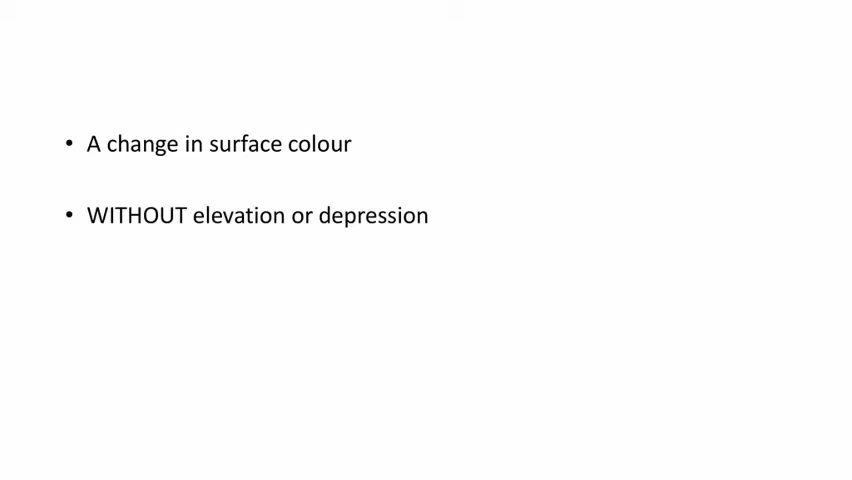 • A change in surface colour
• WITHOUT elevation or depression